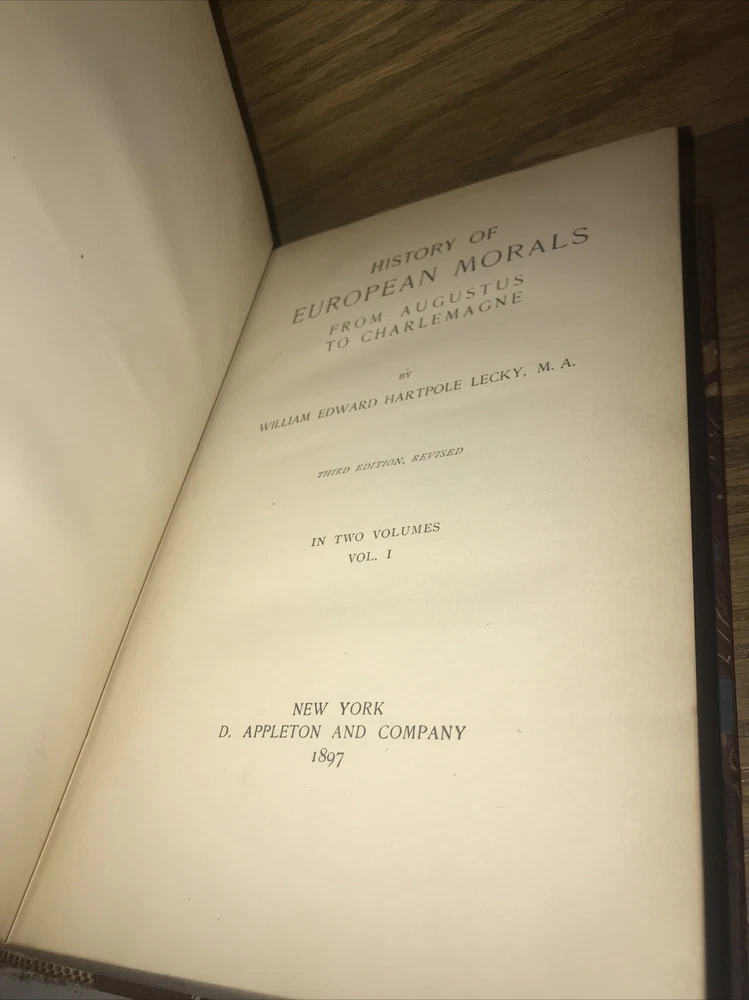 HISTORY OF
EUROPEAN MORALS
FROM AUGUSTUS
TO CHARLEMAGNE
BY
WILLIAM EDWARD HARTPOLE LECKY, M. A.
THIRD EDITION, REVISED
IN TWO VOLUMES
VOL. I
NEW YORK
D. APPLETON AND COMPANY
1897